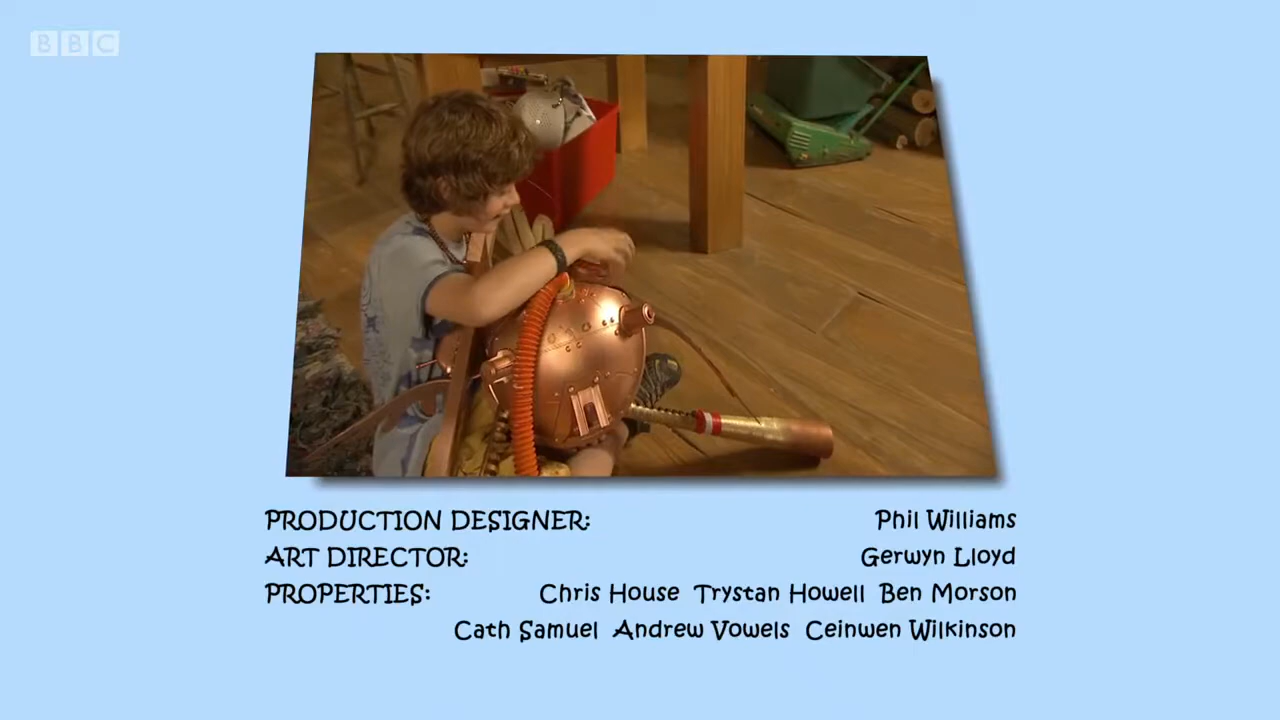 BBC
PRODUCTION DESIGNER: Phil Williams
ART DIRECTOR: Gerwyn Lloyd
PROPERTIES: Chris House Trystan Howell Ben Morson
Cath Samuel Andrew Vowels Ceinwen Wilkinson